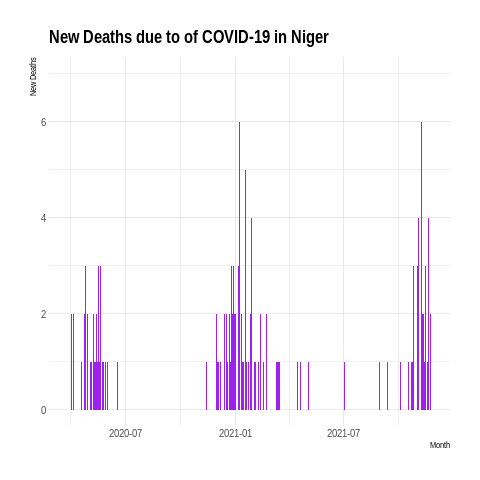 New Deaths due to of COVID-19 in Niger
New Deaths
6
4
2
0
2020-07 2021-01 2021-07
Month